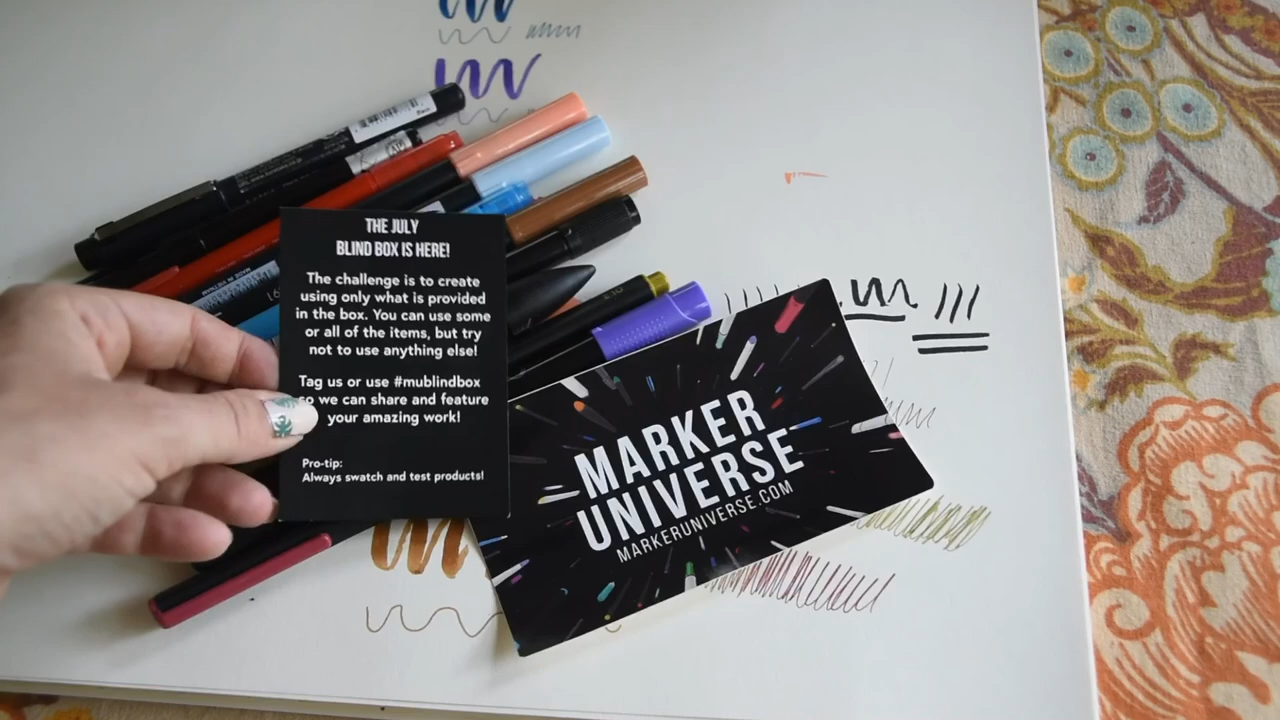 THE JULY
BLIND BOX IS HERE!
The challenge is to create
using only what is provided
in the box. You can use some
or all of the items, but try
not to use anything else!
Tag us or use #mublindbox
so we can share and feature
your amazing work!
Pro-tip:
Always swatch and test products!
MARKER
UNIVERSE
MARKERUNIVERSE.COM
MADE IN VIETNAM